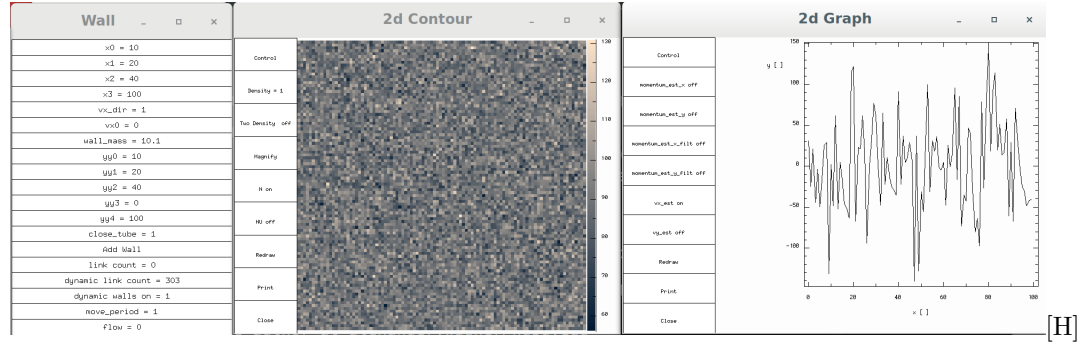 Wall
x0 = 10
x1 = 20
x2 = 40
x3 = 100
vx_dir = 1
vx0 = 0
wall_mass = 10.1
yy0 = 10
yy1 = 20
yy2 = 40
yy3 = 0
yy4 = 100
close_tube = 1
Add Wall
link count = 0
dynamic link count = 303
dynamic walls on = 1
move_period = 1
flow = 0
2d Contour
Control
Density = 1
Two Density off
Magnify
N on
NU off
Redraw
Print
Close
130
120
110
100
90
80
70
60
2d Graph
Control
momentum_est_x off
momentum_est_y off
momentum_est_x_filt off
momentum_est_y_filt off
vx_est on
vy_est off
Redraw
Print
Close
y []
150
100
50
0
-50
-100
0 20 40 60 80 100
x []
[H]